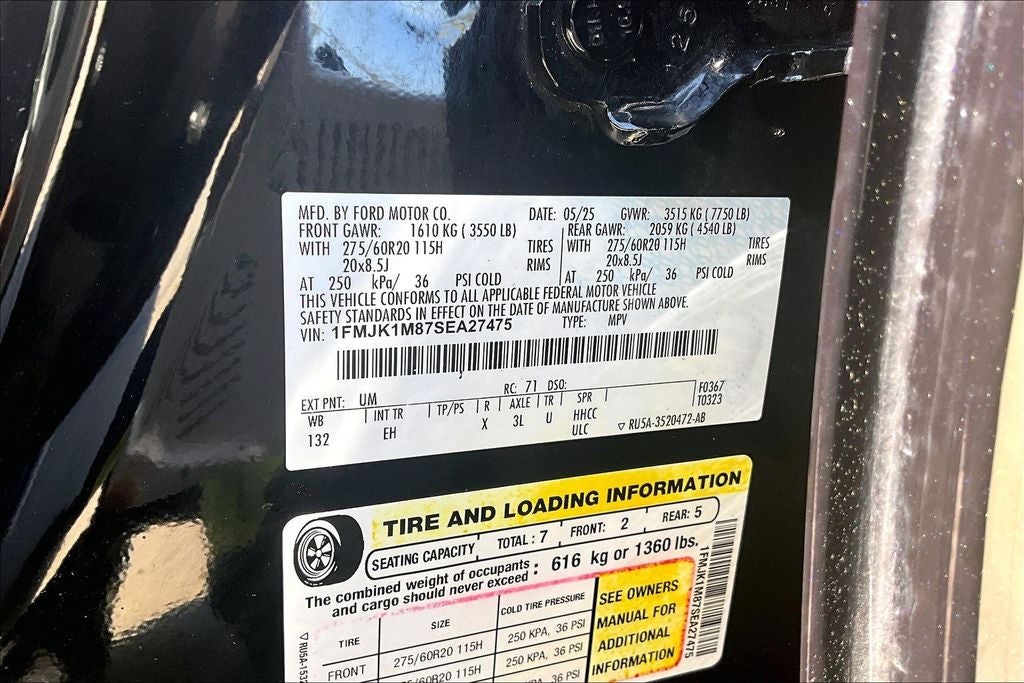 MFD. BY FORD MOTOR CO. DATE: 05/25 GVWR: 3515 KG ( 7750 LB)
FRONT GAWR: 1610 KG ( 3550 LB) REAR GAWR: 2059 KG ( 4540 LB)
WITH 275/60R20 115H TIRES WITH 275/60R20 115H TIRES
20x8.5J RIMS 20x8.5J RIMS
AT 250 kPa/ 36 PSI COLD AT 250 kPa/ 36 PSI COLD
THIS VEHICLE CONFORMS TO ALL APPLICABLE FEDERAL MOTOR VEHICLE
SAFETY STANDARDS IN EFFECT ON THE DATE OF MANUFACTURE SHOWN ABOVE.
VIN: 1FMJK1M87SEA27475 TYPE: MPV
EXT PNT: UM RC: 71 DSO: F0367
WB INT TR TP/PS R AXLE TR SPR T0323
132 EH X 3L U HHCC
ULC ▽ RU5A-3520472-AB
TIRE AND LOADING INFORMATION
SEATING CAPACITY TOTAL : 7 FRONT: 2 REAR: 5
The combined weight of occupants
and cargo should never exceed : 616 kg or 1360 lbs.
TIRE SIZE COLD TIRE PRESSURE
FRONT 275/60R20 115H 250 KPA, 36 PSI
/60R20 115H 250 KPA, 36 PSI
SEE OWNERS
MANUAL FOR
ADDITIONAL
INFORMATION
1FMJK1M87SEA27475
▽ RU5A-1532